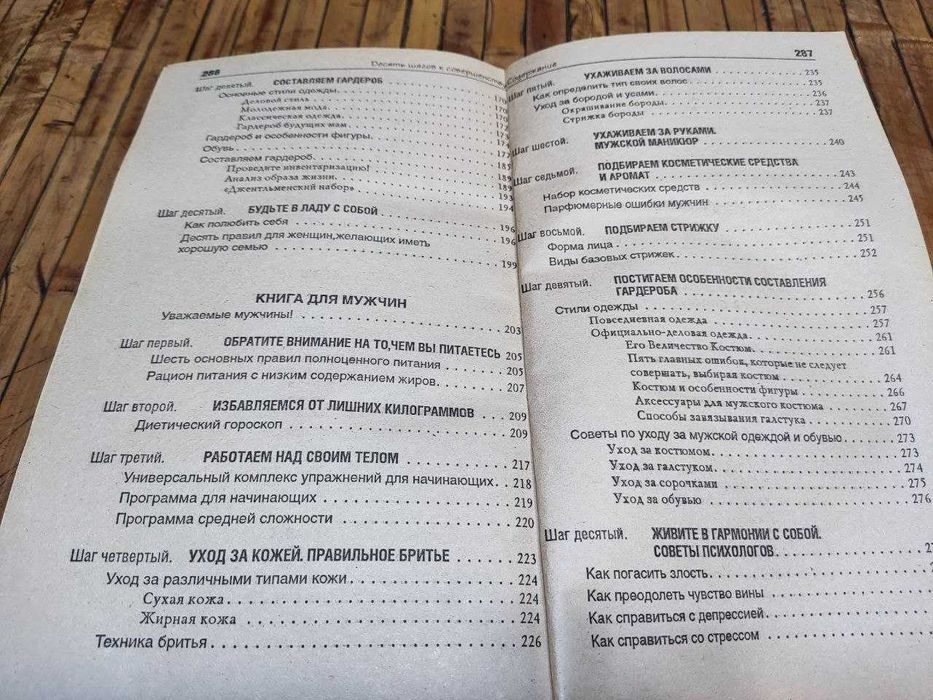 286 Десять шагов к совершенству
Шаг девятый. СОСТАВЛЯЕМ ГАРДЕРОБ
Основные стили одежды. 170
Деловой стиль
Молодежная мода.
Классическая одежда.
Гардероб будущих мам
Гардероб и особенности фигуры.
Обувь
Составляем гардероб. 185
Проведите инвентаризацию! 185
Анализ образа жизни. 189
«Джентльменский набор» 193
194
Шаг десятый. БУДЬТЕ В ЛАДУ С СОБОЙ
Как полюбить себя 196
Десять правил для женщин,желающих иметь 196
хорошую семью 199
КНИГА ДЛЯ МУЖЧИН
Уважаемые мужчины! 203
Шаг первый. ОБРАТИТЕ ВНИМАНИЕ НА ТО,ЧЕМ ВЫ ПИТАЕТЕСЬ 205
Шесть основных правил полноценного питания 205
Рацион питания с низким содержанием жиров. 207
Шаг второй. ИЗБАВЛЯЕМСЯ ОТ ЛИШНИХ КИЛОГРАММОВ 209
Диетический гороскоп 209
Шаг третий. РАБОТАЕМ НАД СВОИМ ТЕЛОМ 217
Универсальный комплекс упражнений для начинающих. 218
Программа для начинающих 219
Программа средней сложности 220
Шаг четвертый. УХОД ЗА КОЖЕЙ. ПРАВИЛЬНОЕ БРИТЬЕ 223
Уход за различными типами кожи 224
Сухая кожа 224
Жирная кожа 224
Техника бритья 226
Содержание 287
Шаг пятый. УХАЖИВАЕМ ЗА ВОЛОСАМИ 235
Как определить тип своих волос 235
Уход за бородой и усами. 236
Окрашивание бороды 237
Стрижка бороды 237
Шаг шестой. УХАЖИВАЕМ ЗА РУКАМИ.
МУЖСКОЙ МАНИКЮР 240
Шаг седьмой. ПОДБИРАЕМ КОСМЕТИЧЕСКИЕ СРЕДСТВА
И АРОМАТ 243
Набор косметических средств 244
Парфюмерные ошибки мужчин 245
Шаг восьмой. ПОДБИРАЕМ СТРИЖКУ 251
Форма лица 251
Виды базовых стрижек 252
Шаг девятый. ПОСТИГАЕМ ОСОБЕННОСТИ СОСТАВЛЕНИЯ
ГАРДЕРОБА 256
Стили одежды 257
Повседневная одежда 257
Официально-деловая одежда. 261
Его Величество Костюм. 261
Пять главных ошибок, которые не следует
совершать, выбирая костюм 264
Костюм и особенности фигуры 266
Аксессуары для мужского костюма 267
Способы завязывания галстука 270
Советы по уходу за мужской одеждой и обувью 273
Уход за костюмом. 273
Уход за галстуком. 274
Уход за сорочками 275
Уход за обувью 276
Шаг десятый. ЖИВИТЕ В ГАРМОНИИ С СОБОЙ.
СОВЕТЫ ПСИХОЛОГОВ.
Как погасить злость.
Как преодолеть чувство вины
Как справиться с депрессией
Как справиться со стрессом